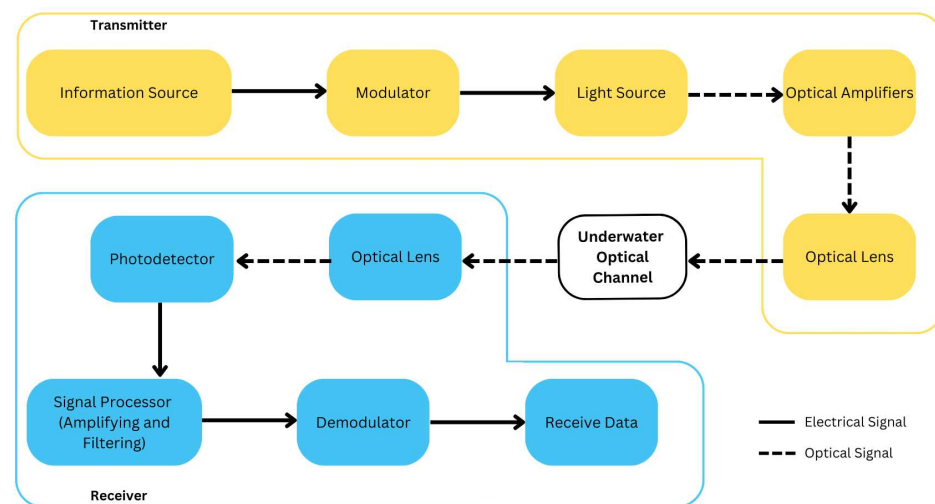 Transmitter
Information Source
Modulator
Light Source
Optical Amplifiers
Photodetector
Optical Lens
Underwater
Optical
Channel
Optical Lens
Signal Processor
(Amplifying and
Filtering)
Demodulator
Receive Data
Electrical Signal
Optical Signal
Receiver